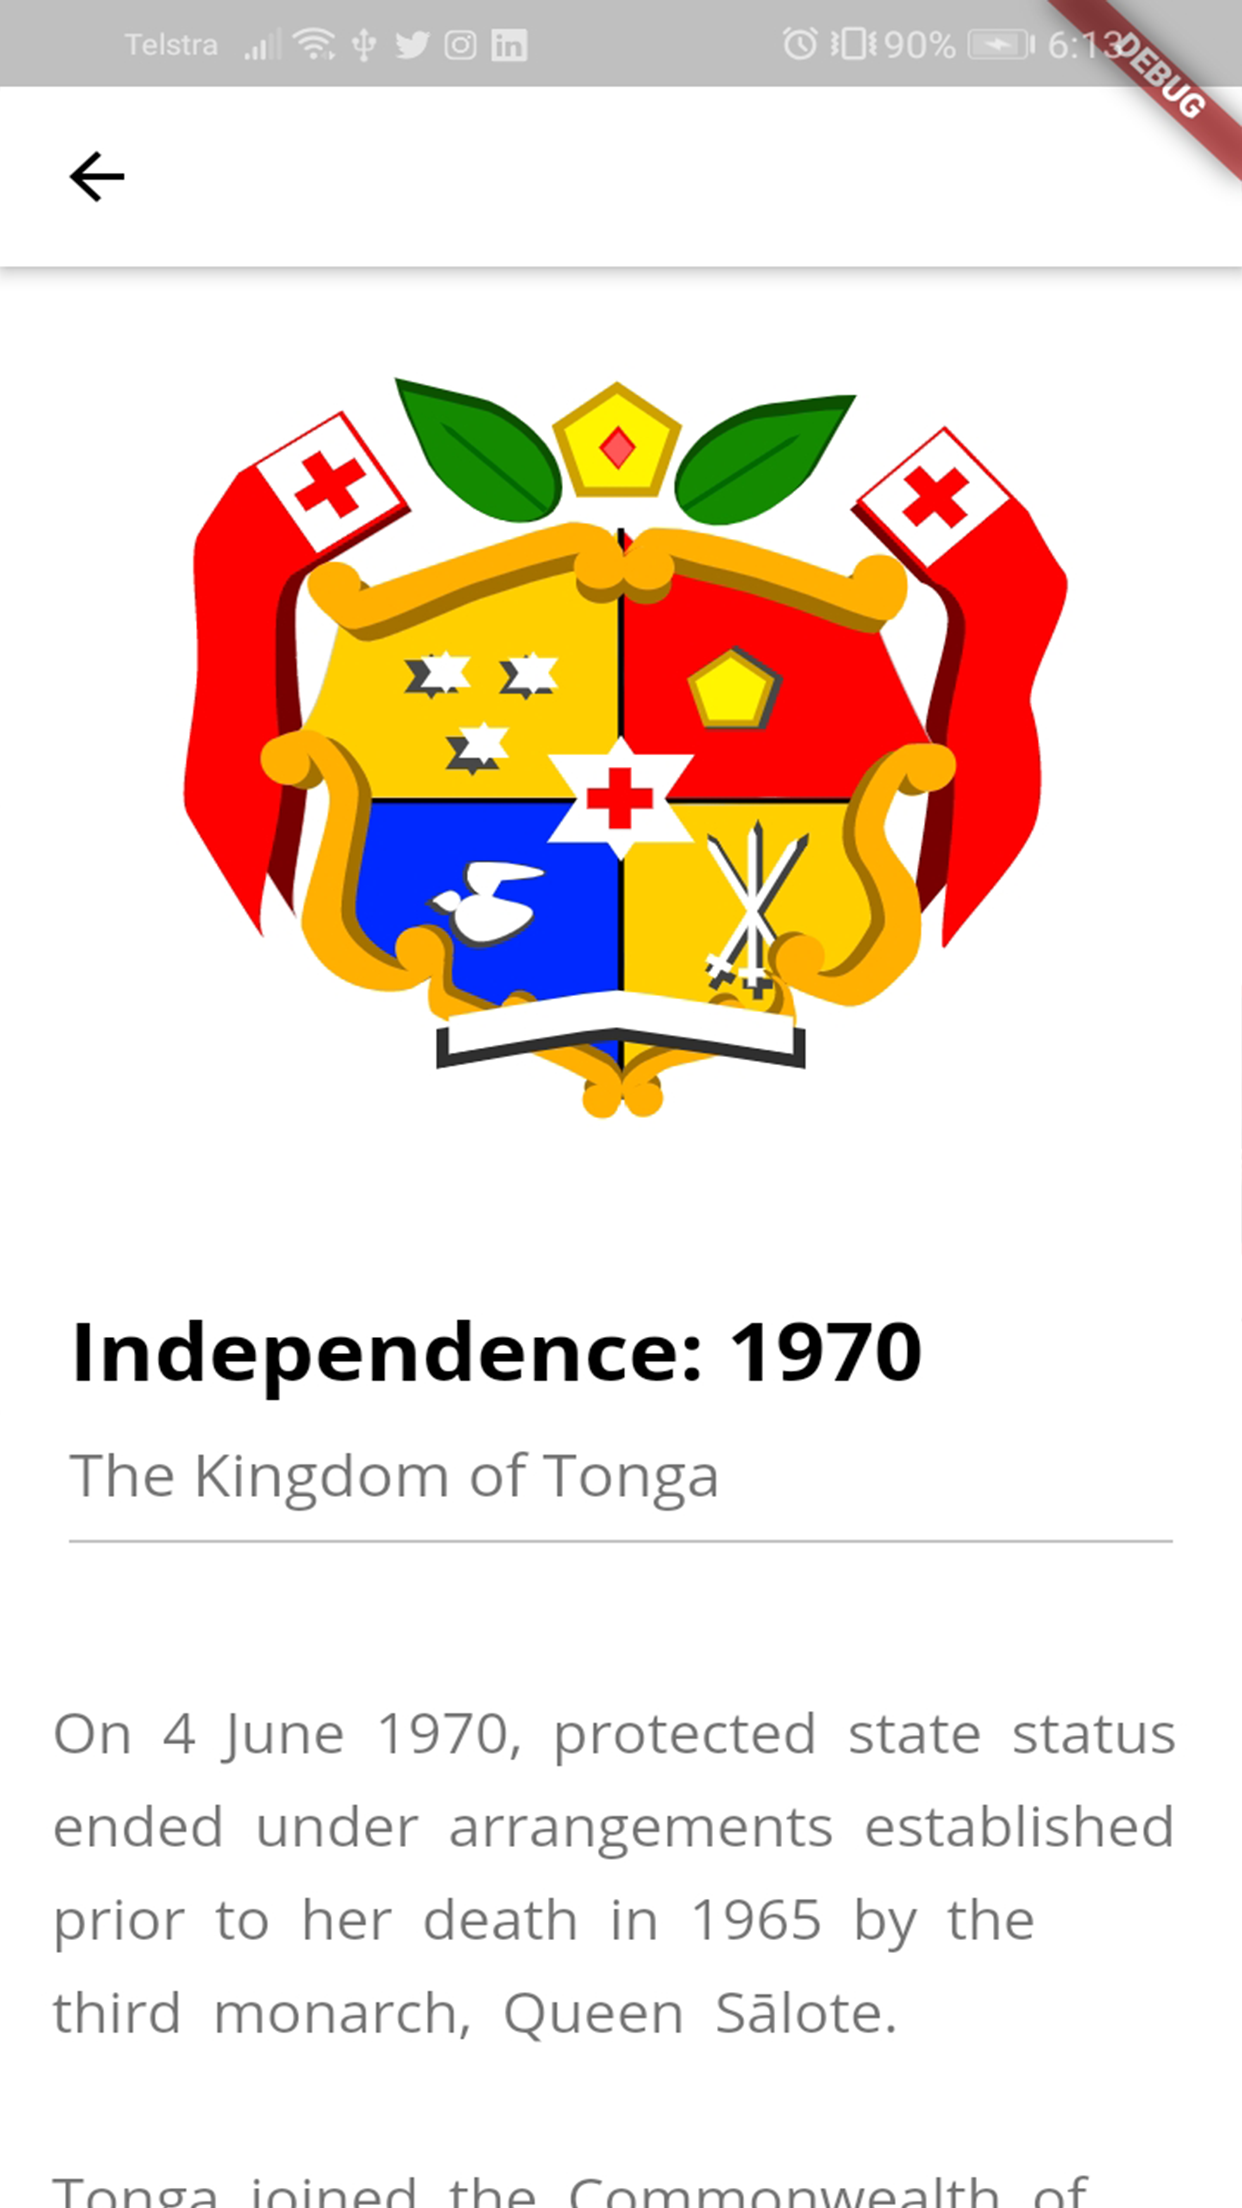 Telstra 90% 6:13
DEBUG
Independence: 1970
The Kingdom of Tonga
On 4 June 1970, protected state status
ended under arrangements established
prior to her death in 1965 by the
third monarch, Queen Sālote.
Tonga joined the Commonwealth of